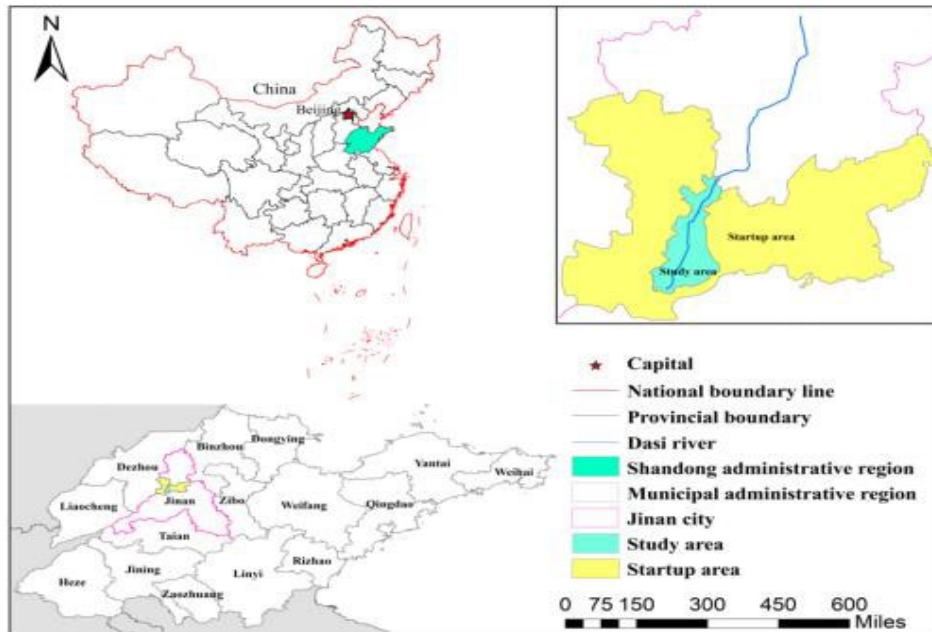 N
China
Beijing
Startup area
Study area
Capital
National boundary line
Provincial boundary
Dasi river
Shandong administrative region
Municipal administrative region
Jinan city
Study area
Startup area
0 75 150 300 450 600
Miles
Dongying
Binzhou
Dezhou
Yantai
Weihai
Liaocheng
Jinan
Zibo
Weifang
Qingdao
Taian
Rizhao
Heze
Jining
Linyi
Zaozhuang